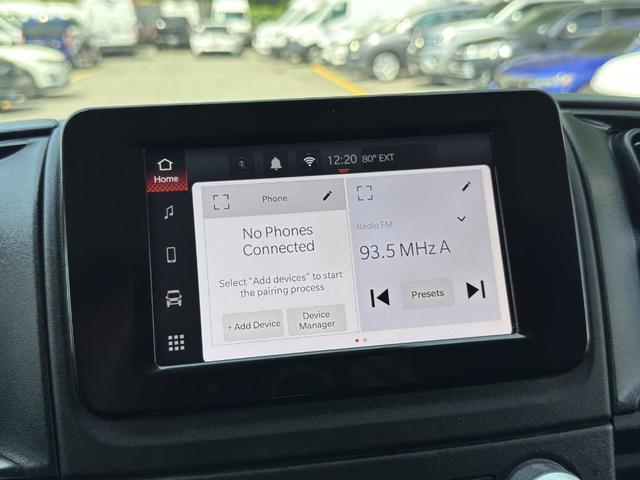 12:20 80° EXT
Home
Phone
No Phones
Connected
Select "Add devices" to start
the pairing process
+ Add Device
Device
Manager
Radio FM
93.5 MHz A
Presets